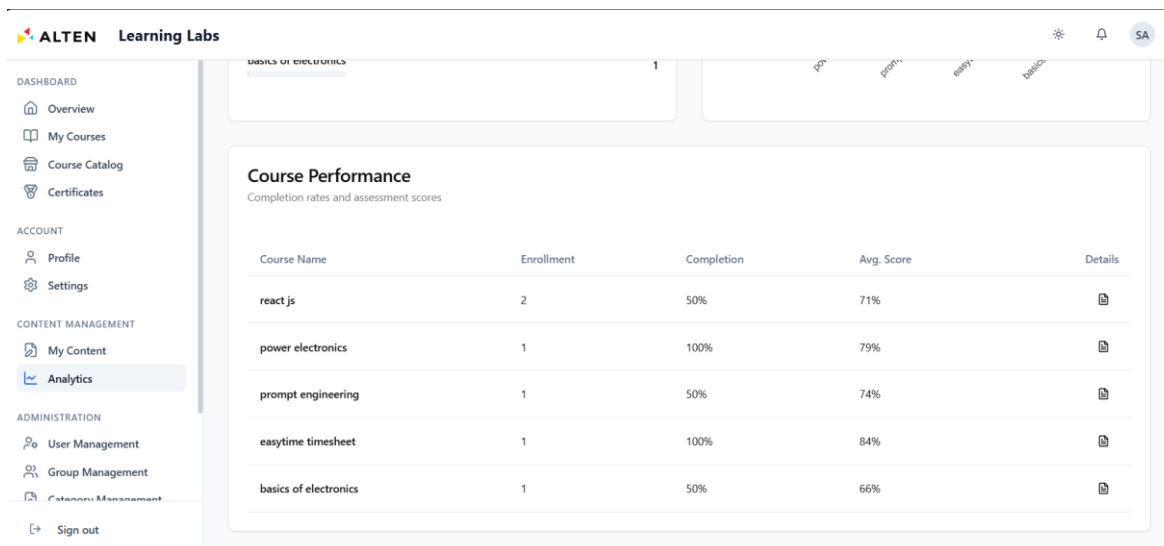 ALTEN Learning Labs SA
DASHBOARD
Overview
My Courses
Course Catalog
Certificates
ACCOUNT
Profile
Settings
CONTENT MANAGEMENT
My Content
Analytics
ADMINISTRATION
User Management
Group Management
Category Management
Sign out
basics of electronics 1
Course Performance
Completion rates and assessment scores
Course Name Enrollment Completion Avg. Score Details
react js 2 50% 71%
power electronics 1 100% 79%
prompt engineering 1 50% 74%
easytime timesheet 1 100% 84%
basics of electronics 1 50% 66%